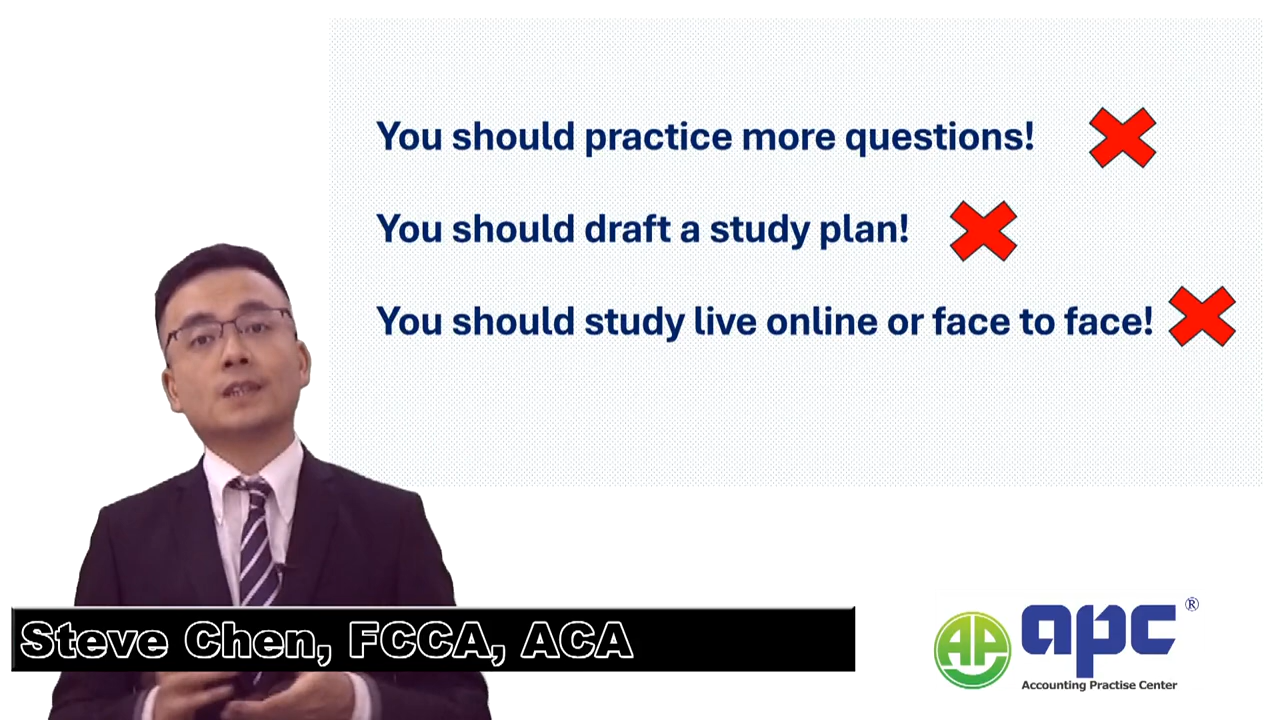 You should practice more questions!
You should draft a study plan!
You should study live online or face to face!
Steve Chen, FCCA, ACA
AP
apc ®
Accounting Practise Center